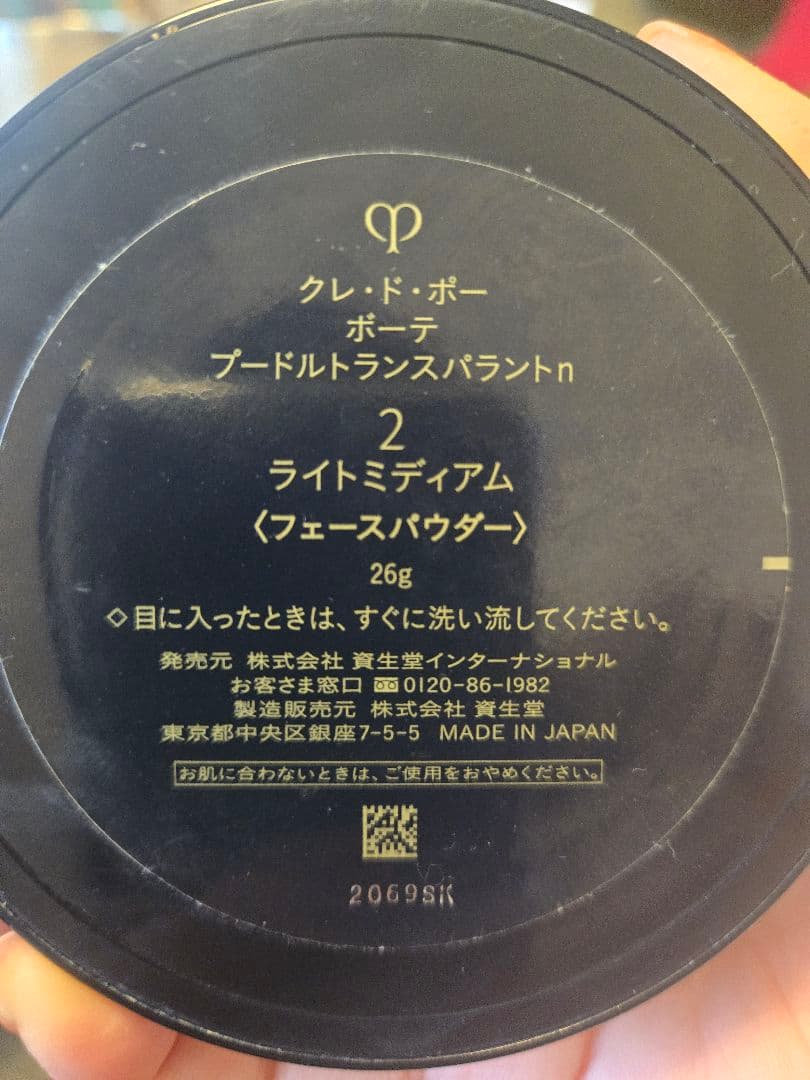 クレ・ド・ポー
ボーテ
プードルトランスパラントn
2
ライトミディアム
〈フェースパウダー〉
26g
◇目に入ったときは、すぐに洗い流してください。
発売元 株式会社 資生堂インターナショナル
お客さま窓口 0120-86-1982
製造販売元 株式会社 資生堂
東京都中央区銀座7-5-5 MADE IN JAPAN
お肌に合わないときは、ご使用をおやめください。
2069SK